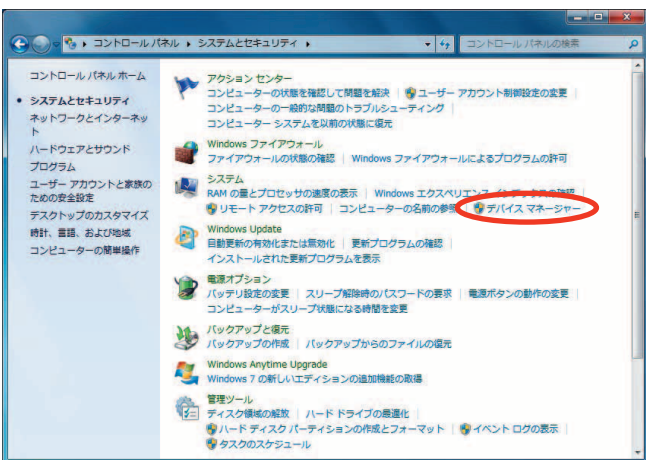 コントロール パネル ▸ システムとセキュリティ ▸
コントロール パネルの検索
コントロール パネル ホーム
システムとセキュリティ
ネットワークとインターネッ
ト
ハードウェアとサウンド
プログラム
ユーザー アカウントと家族の
ための安全設定
デスクトップのカスタマイズ
時計、言語、および地域
コンピューターの簡単操作
アクション センター
コンピューターの状態を確認して問題を解決 | ユーザー アカウント制御設定の変更 |
コンピューターの一般的な問題のトラブルシューティング |
コンピューター システムを以前の状態に復元
Windows ファイアウォール
ファイアウォールの状態の確認 | Windows ファイアウォールによるプログラムの許可
システム
RAM の量とプロセッサの速度の表示 | Windows エクスペリエンス インデックスの確認 |
リモート アクセスの許可 | コンピューターの名前の参照 | デバイス マネージャー
Windows Update
自動更新の有効化または無効化 | 更新プログラムの確認 |
インストールされた更新プログラムを表示
電源オプション
バッテリ設定の変更 | スリープ解除時のパスワードの要求 | 電源ボタンの動作の変更 |
コンピューターがスリープ状態になる時間を変更
バックアップと復元
バックアップの作成 | バックアップからのファイルの復元
Windows Anytime Upgrade
Windows 7 の新しいエディションの追加機能の取得
管理ツール
ディスク領域の解放 | ハード ドライブの最適化 |
ハード ディスク パーティションの作成とフォーマット | イベント ログの表示 |
タスクのスケジュール